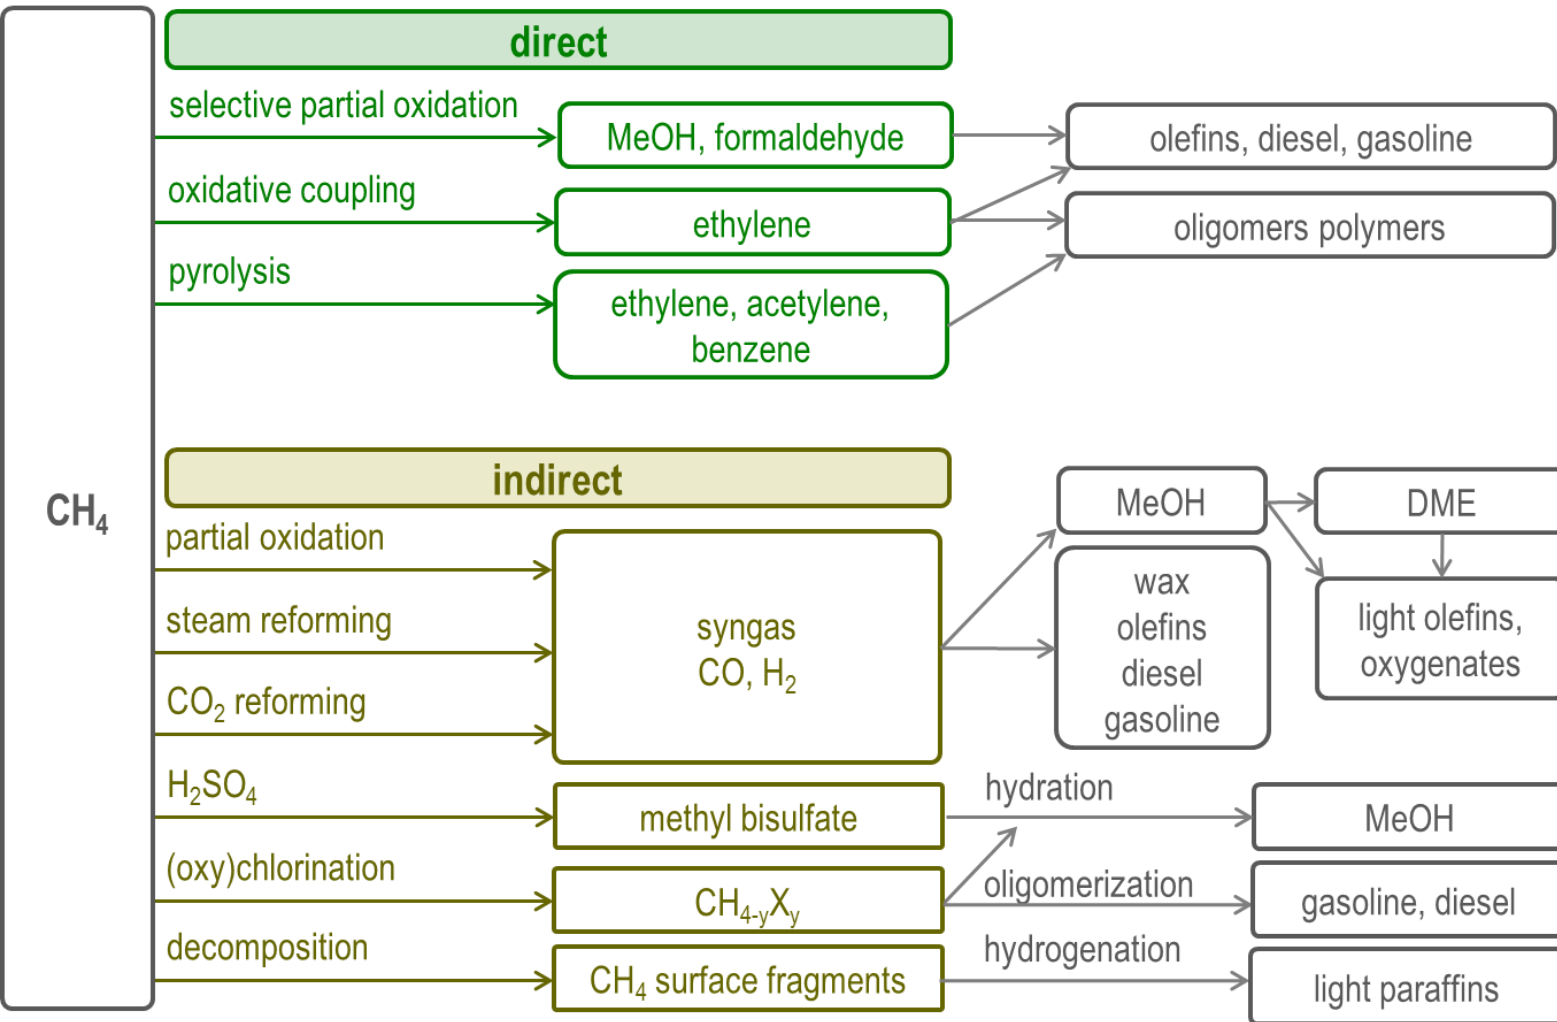 direct
selective partial oxidation
MeOH, formaldehyde
olefins, diesel, gasoline
oxidative coupling
ethylene
oligomers polymers
pyrolysis
ethylene, acetylene,
benzene
CH₄
indirect
partial oxidation
steam reforming
CO₂ reforming
syngas
CO, H₂
MeOH
DME
wax
olefins
diesel
gasoline
light olefins,
oxygenates
H₂SO₄
methyl bisulfate
hydration
MeOH
(oxy)chlorination
CH₄₋yXy
oligomerization
gasoline, diesel
decomposition
CH₄ surface fragments
hydrogenation
light paraffins